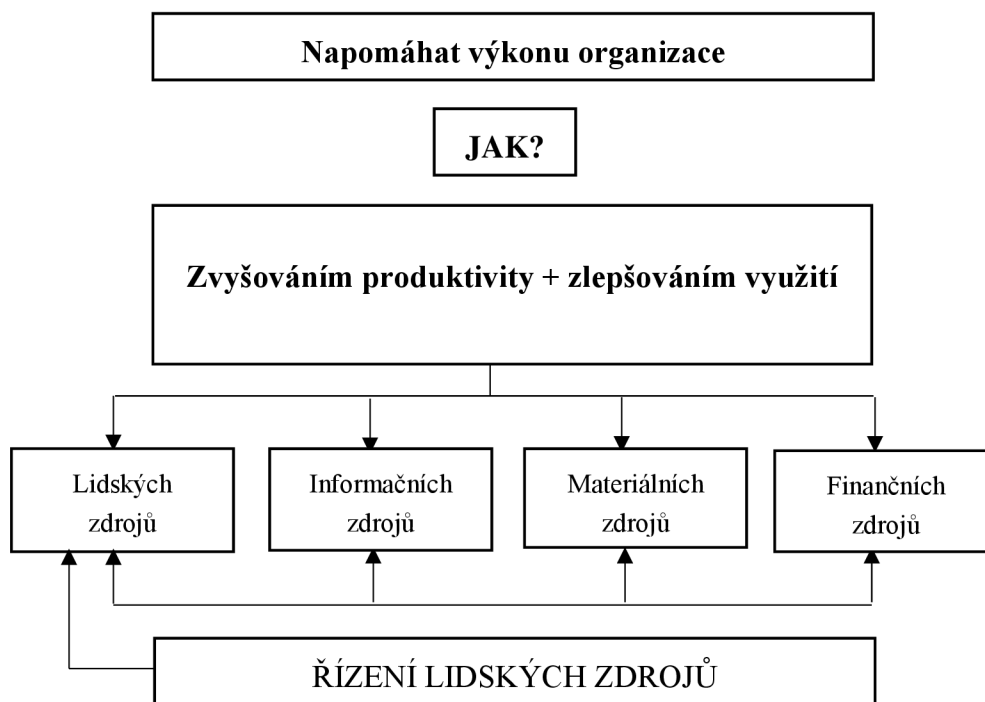 Napomáhat výkonu organizace
JAK?
Zvyšováním produktivity + zlepšováním využití
Lidských
zdrojů
Informačních
zdrojů
Materiálních
zdrojů
Finančních
zdrojů
ŘÍZENÍ LIDSKÝCH ZDROJŮ